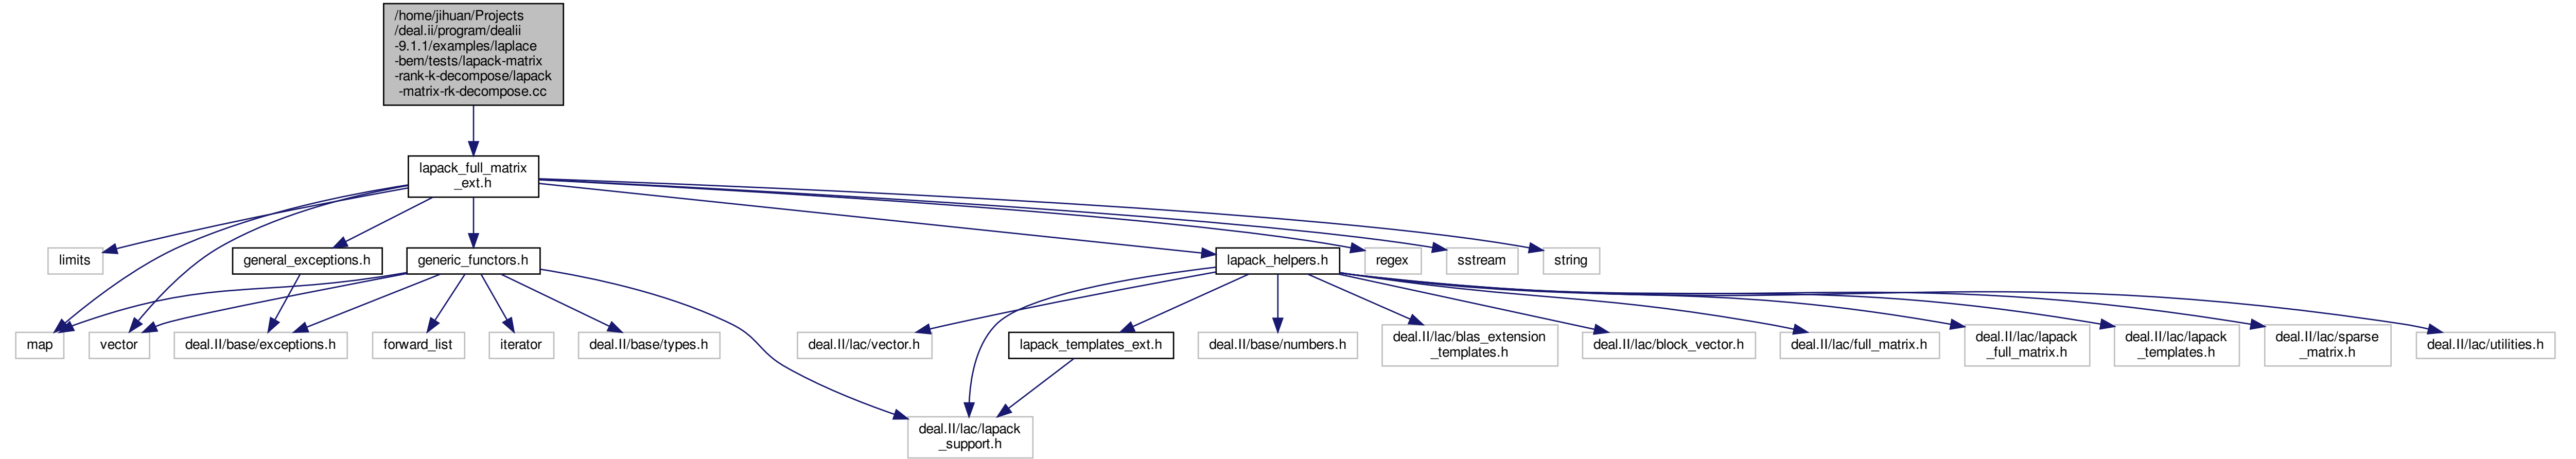 /home/jihuan/Projects
/deal.ii/program/dealii
-9.1.1/examples/laplace
-bem/tests/lapack-matrix
-rank-k-decompose/lapack
-matrix-rk-decompose.cc
lapack_full_matrix
_ext.h
limits
general_exceptions.h
generic_functors.h
lapack_helpers.h
regex
sstream
string
map
vector
deal.II/base/exceptions.h
forward_list
iterator
deal.II/base/types.h
deal.II/lac/vector.h
lapack_templates_ext.h
deal.II/base/numbers.h
deal.II/lac/blas_extension
_templates.h
deal.II/lac/block_vector.h
deal.II/lac/full_matrix.h
deal.II/lac/lapack
_full_matrix.h
deal.II/lac/lapack
_templates.h
deal.II/lac/sparse
_matrix.h
deal.II/lac/utilities.h
deal.II/lac/lapack
_support.h